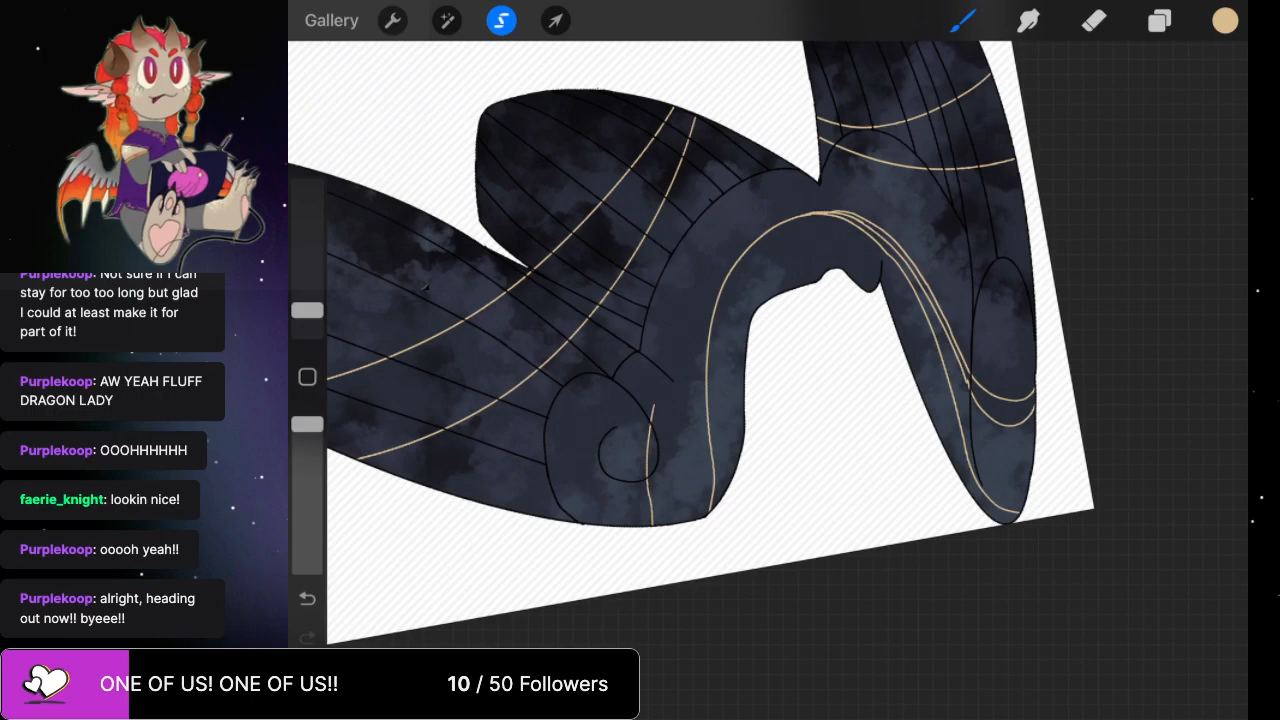 Gallery
Purplekoop: Not sure if I can
stay for too too long but glad
I could at least make it for
part of it!
Purplekoop: AW YEAH FLUFF
DRAGON LADY
Purplekoop: OOOHHHHHH
faerie_knight: lookin nice!
Purplekoop: ooooh yeah!!
Purplekoop: alright, heading
out now!! byeee!!
ONE OF US! ONE OF US!! 10 / 50 Followers